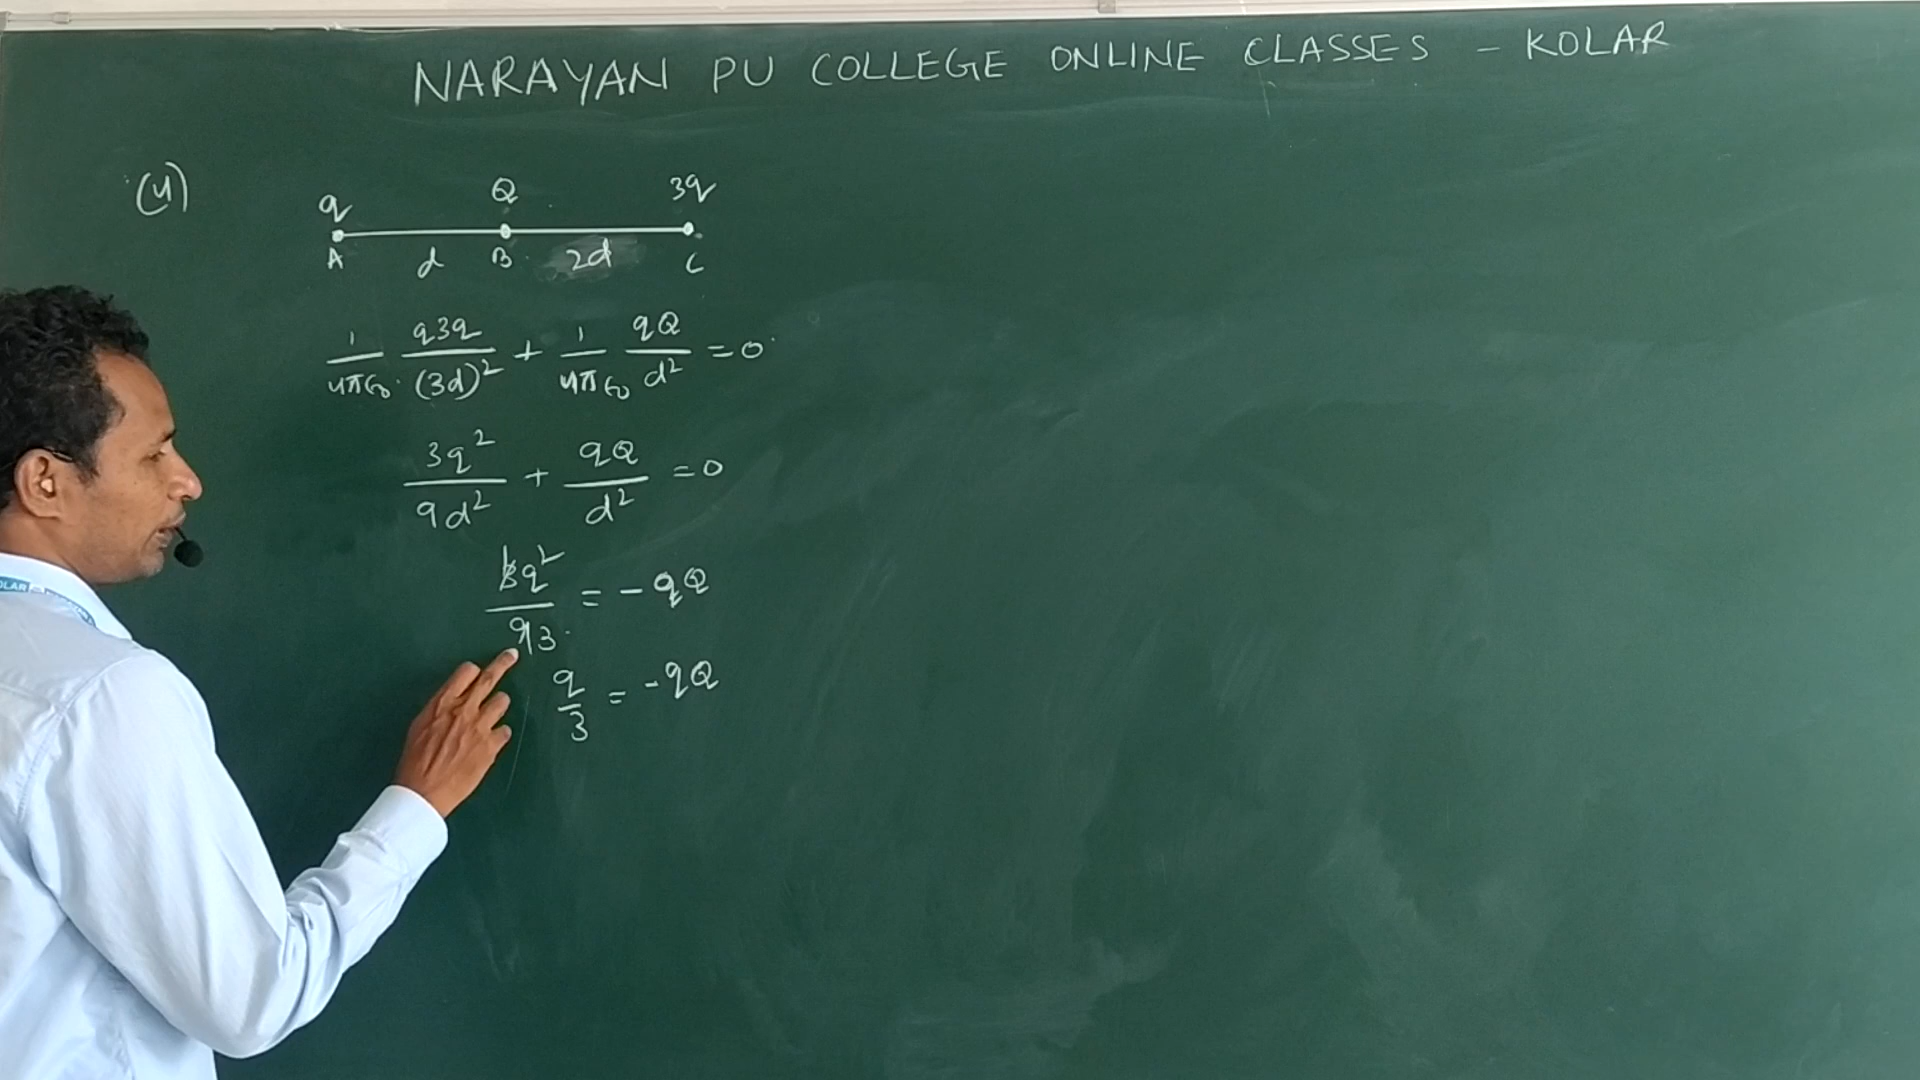 NARAYAN PU COLLEGE ONLINE CLASSES - KOLAR
(4)
q Q 3q
A d B 2d C
1/4πε₀ q3q/(3d)² + 1/4πε₀ qQ/d² = 0
3q²/9d² + qQ/d² = 0
3q²/93 = - qQ
q/3 = - qQ
OLAR